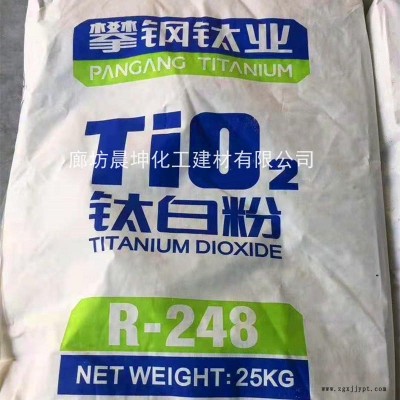 攀钢钛业
PANGANG TITANIUM
TiO₂
廊坊晨坤化工建材有限公司
钛白粉
TITANIUM DIOXIDE
R-248
NET WEIGHT: 25KG
www.zgxjjypt.com